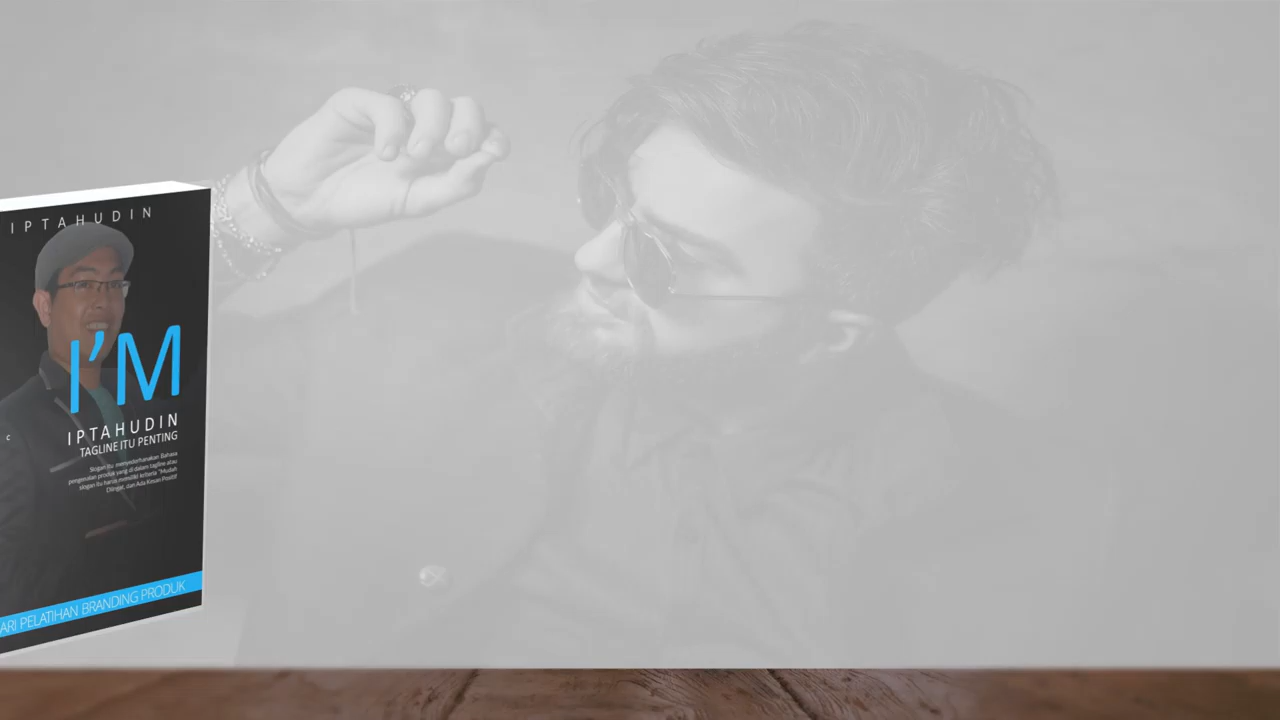 IPTAHUDIN
I'M
IPTAHUDIN
TAGLINE ITU PENTING
Slogan itu menyederhanakan Bahasa
pengenalan produk yang di dalam tagline atau
slogan itu harus memiliki kriteria "Mudah
Diingat, dan Ada Kesan Positif
C
ARI PELATIHAN BRANDING PRODUK